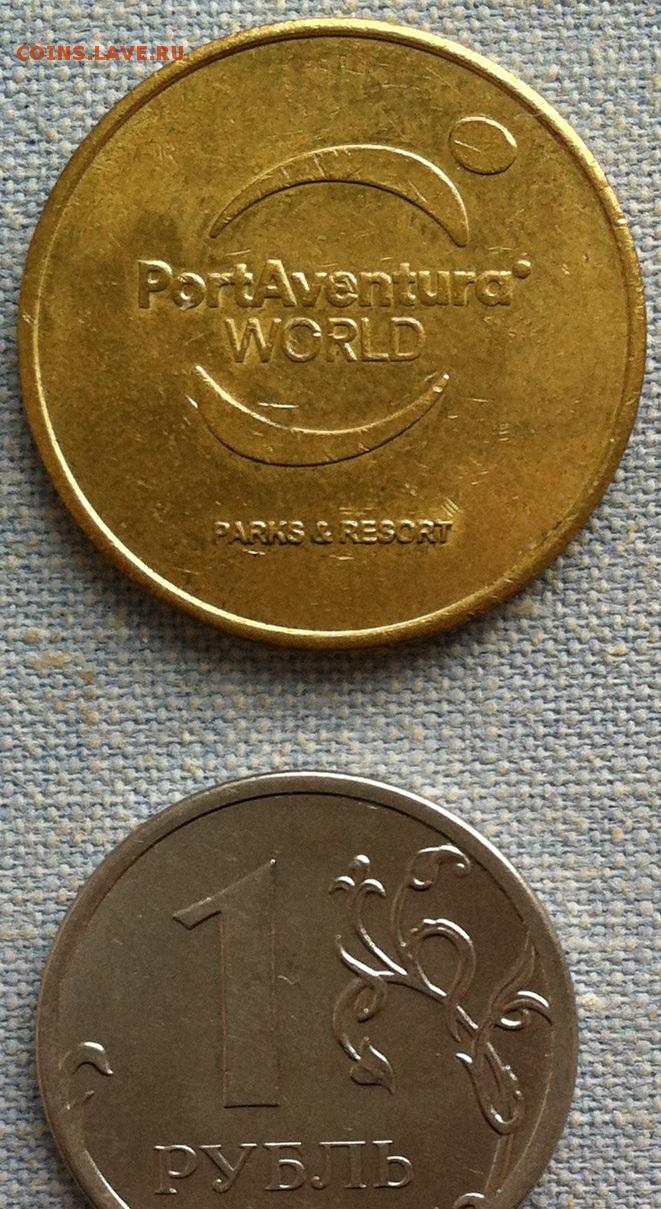 COINS.LAVE.RU
PortAventura
WORLD
PARKS & RESORT
1
РУБЛЬ